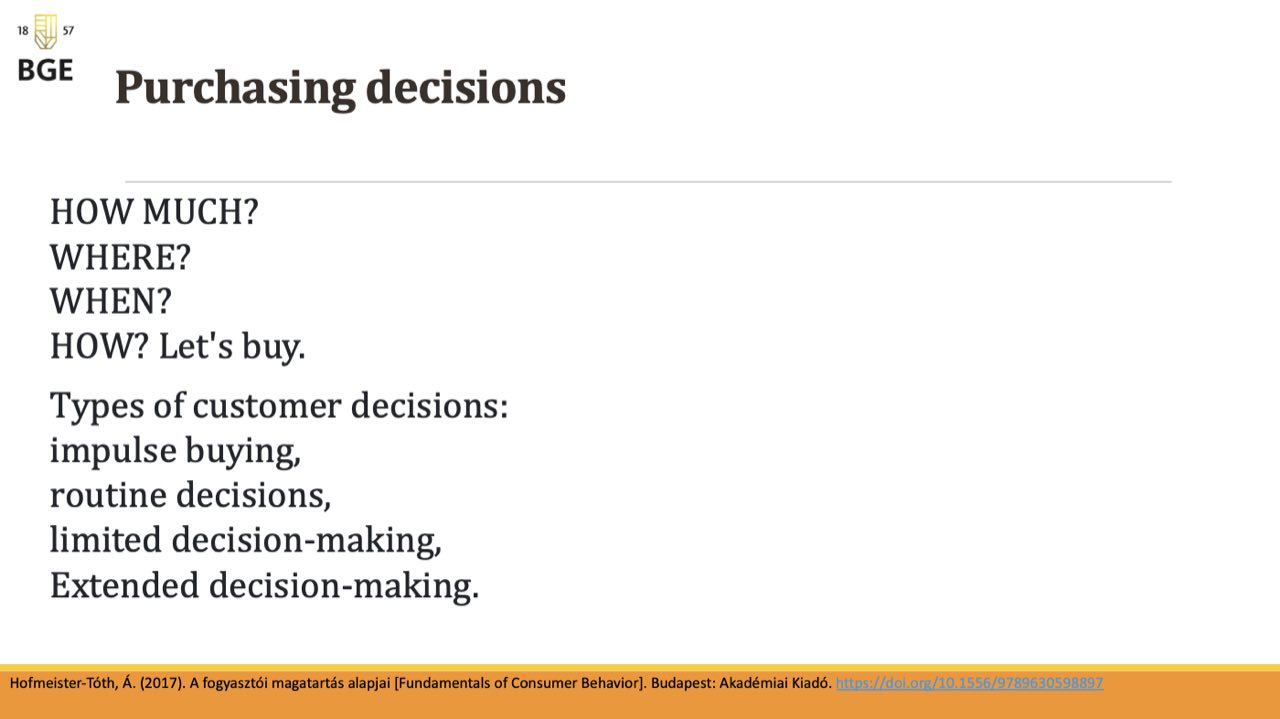 18 57
BGE
Purchasing decisions
HOW MUCH?
WHERE?
WHEN?
HOW? Let's buy.
Types of customer decisions:
impulse buying,
routine decisions,
limited decision-making,
Extended decision-making.
Hofmeister-Tóth, Á. (2017). A fogyasztói magatartás alapjai [Fundamentals of Consumer Behavior]. Budapest: Akadémiai Kiadó. https://doi.org/10.1556/9789630598897